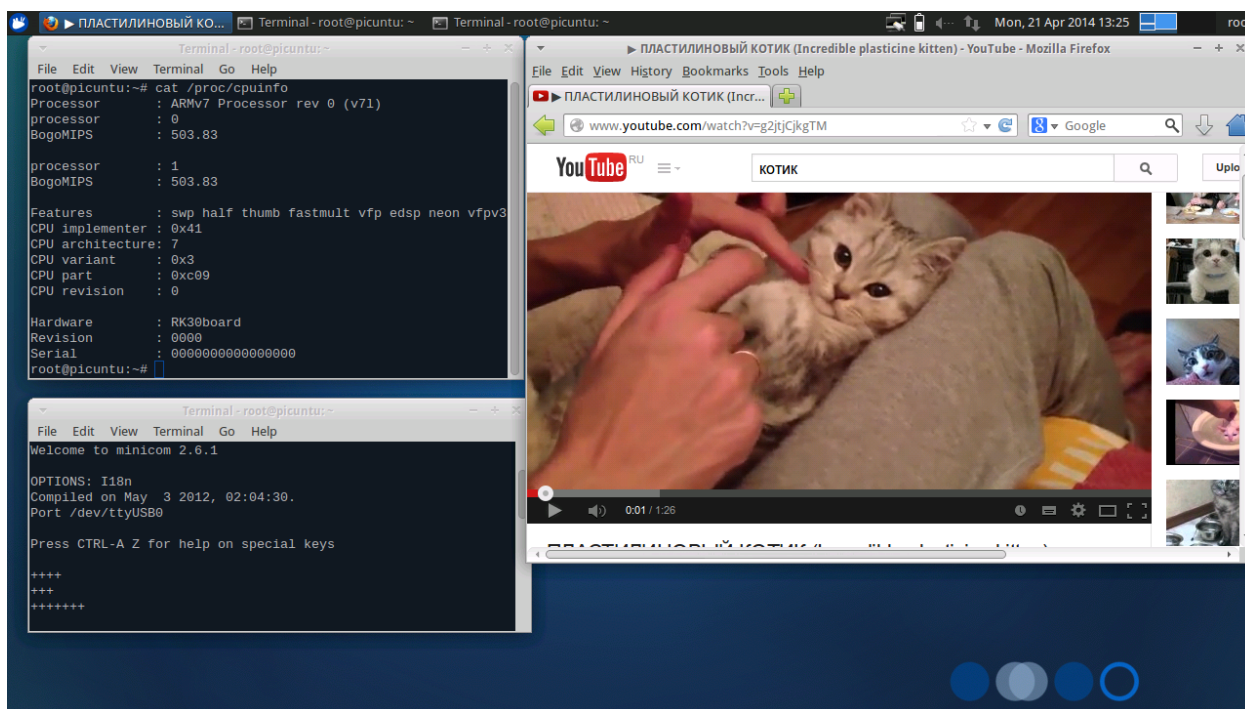 ▶ ПЛАСТИЛИНОВЫЙ КО... Terminal - root@picuntu: ~ Terminal - root@picuntu: ~ Mon, 21 Apr 2014 13:25
Terminal - root@picuntu: ~
File Edit View Terminal Go Help
root@picuntu:~# cat /proc/cpuinfo
Processor : ARMv7 Processor rev 0 (v7l)
processor : 0
BogoMIPS : 503.83
processor : 1
BogoMIPS : 503.83
Features : swp half thumb fastmult vfp edsp neon vfpv3
CPU implementer : 0x41
CPU architecture: 7
CPU variant : 0x3
CPU part : 0xc09
CPU revision : 0
Hardware : RK30board
Revision : 0000
Serial : 0000000000000000
root@picuntu:~#
Terminal - root@picuntu: ~
File Edit View Terminal Go Help
Welcome to minicom 2.6.1
OPTIONS: I18n
Compiled on May 3 2012, 02:04:30.
Port /dev/ttyUSB0
Press CTRL-A Z for help on special keys
++++
+++
+++++++
▶ ПЛАСТИЛИНОВЫЙ КОТИК (Incredible plasticine kitten) - YouTube - Mozilla Firefox
File Edit View History Bookmarks Tools Help
▶ ПЛАСТИЛИНОВЫЙ КОТИК (Incr...
www.youtube.com/watch?v=g2jtjCjkgTM Google
YouTube RU котик Uplo
0:01 / 1:26
ПЛАСТИЛИНОВЫЙ КОТИК (Incredible plasticine kitten)